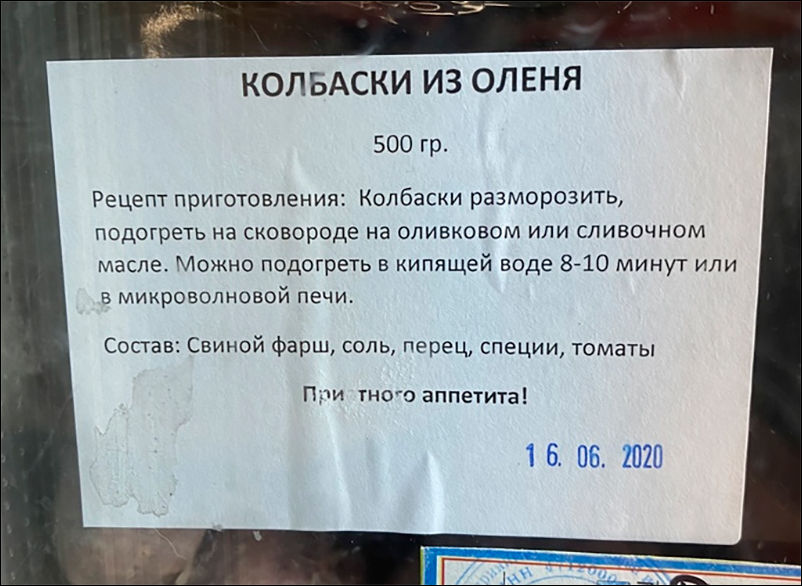 КОЛБАСКИ ИЗ ОЛЕНЯ
500 гр.
Рецепт приготовления: Колбаски разморозить,
подогреть на сковороде на оливковом или сливочном
масле. Можно подогреть в кипящей воде 8-10 минут или
в микроволновой печи.
Состав: Свиной фарш, соль, перец, специи, томаты
аппетита!
16. 06. 2020